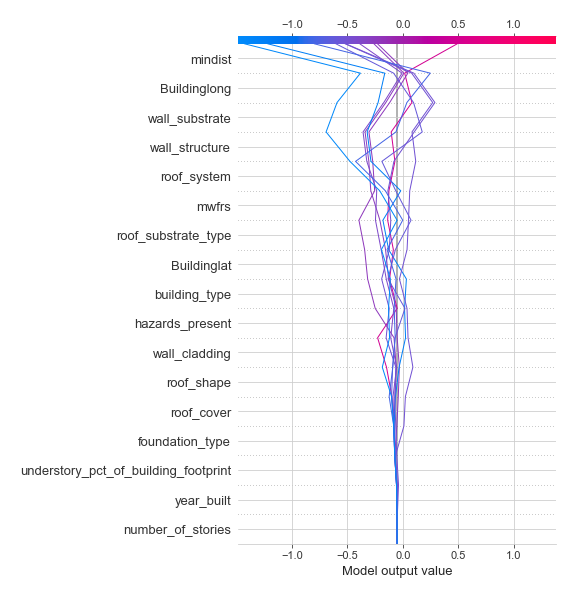 −1.0 −0.5 0.0 0.5 1.0
mindist
Buildinglong
wall_substrate
wall_structure
roof_system
mwfrs
roof_substrate_type
Buildinglat
building_type
hazards_present
wall_cladding
roof_shape
roof_cover
foundation_type
understory_pct_of_building_footprint
year_built
number_of_stories
−1.0 −0.5 0.0 0.5 1.0
Model output value